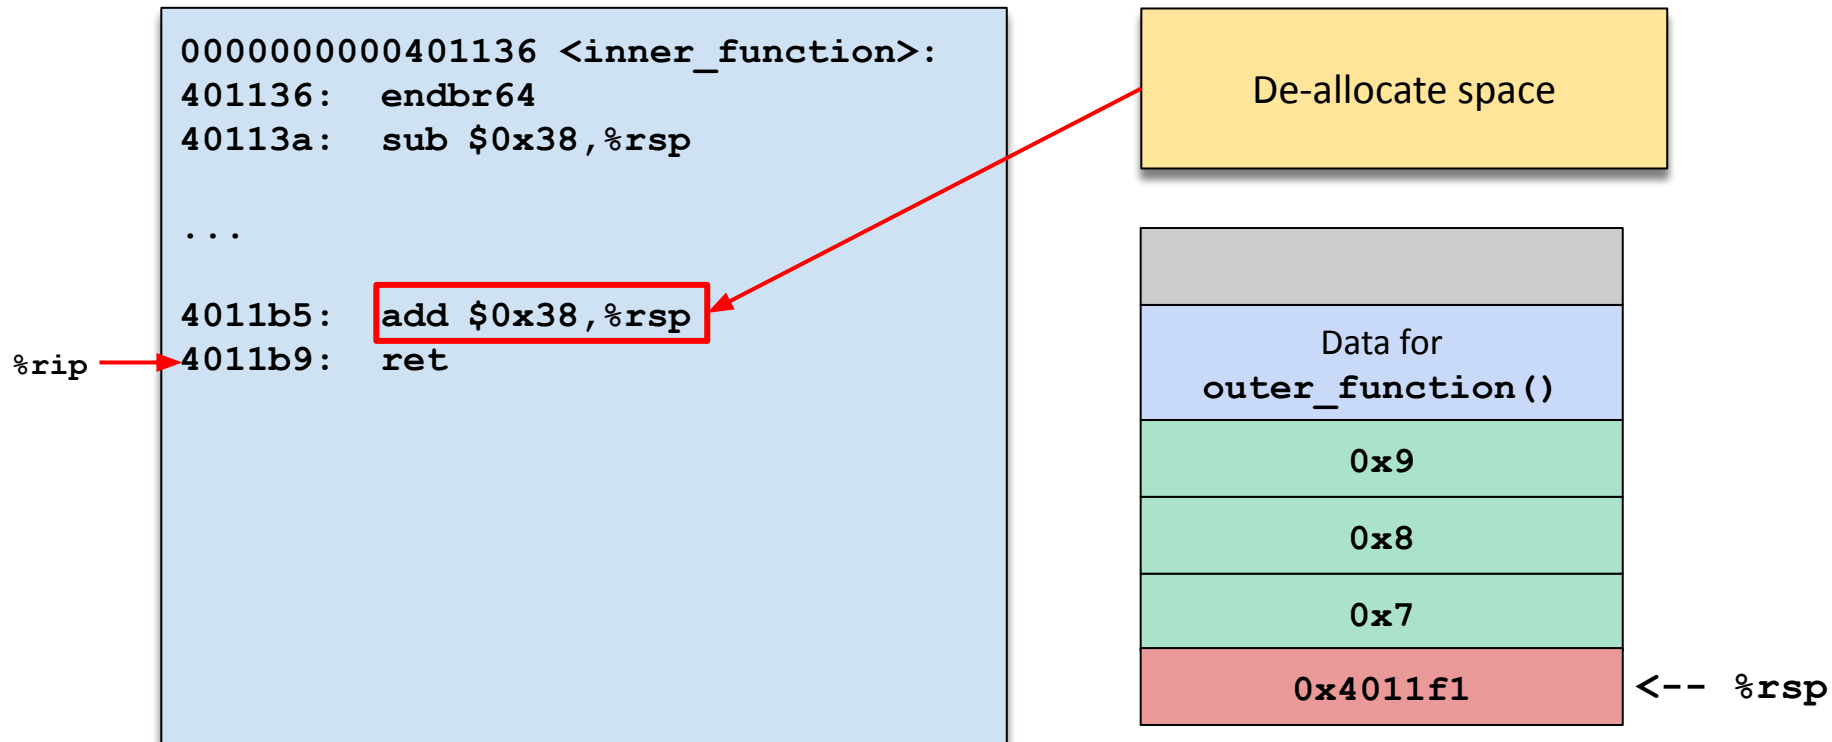 0000000000401136 <inner_function>:
401136: endbr64
40113a: sub $0x38,%rsp
...
4011b5: add $0x38,%rsp
4011b9: ret
%rip
De-allocate space
Data for
outer_function()
0x9
0x8
0x7
0x4011f1
<-- %rsp